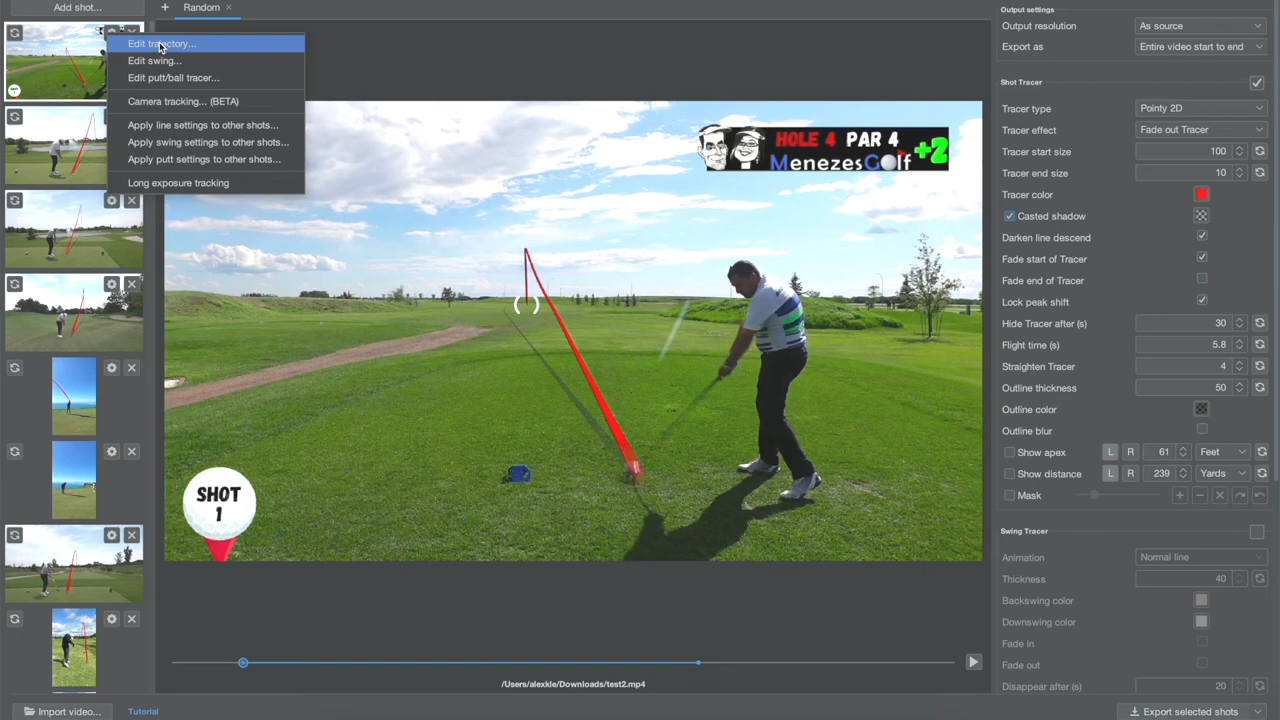 Add shot...
Random
Edit trajectory...
Edit swing...
Edit putt/ball tracer...
Camera tracking... (BETA)
Apply line settings to other shots...
Apply swing settings to other shots...
Apply putt settings to other shots...
Long exposure tracking
HOLE 4 PAR 4
MenezesGolf
+2
SHOT
1
/Users/alexkle/Downloads/test2.mp4
Import video...
Tutorial
Output settings
Output resolution As source
Export as Entire video start to end
Shot Tracer
Tracer type Pointy 2D
Tracer effect Fade out Tracer
Tracer start size 100
Tracer end size 10
Tracer color
Casted shadow
Darken line descend
Fade start of Tracer
Fade end of Tracer
Lock peak shift
Hide Tracer after (s) 30
Flight time (s) 5.8
Straighten Tracer 4
Outline thickness 50
Outline color
Outline blur
Show apex L R 61 Feet
Show distance L R 239 Yards
Mask
Swing Tracer
Animation Normal line
Thickness 40
Backswing color
Downswing color
Fade in
Fade out
Disappear after (s) 20
Export selected shots